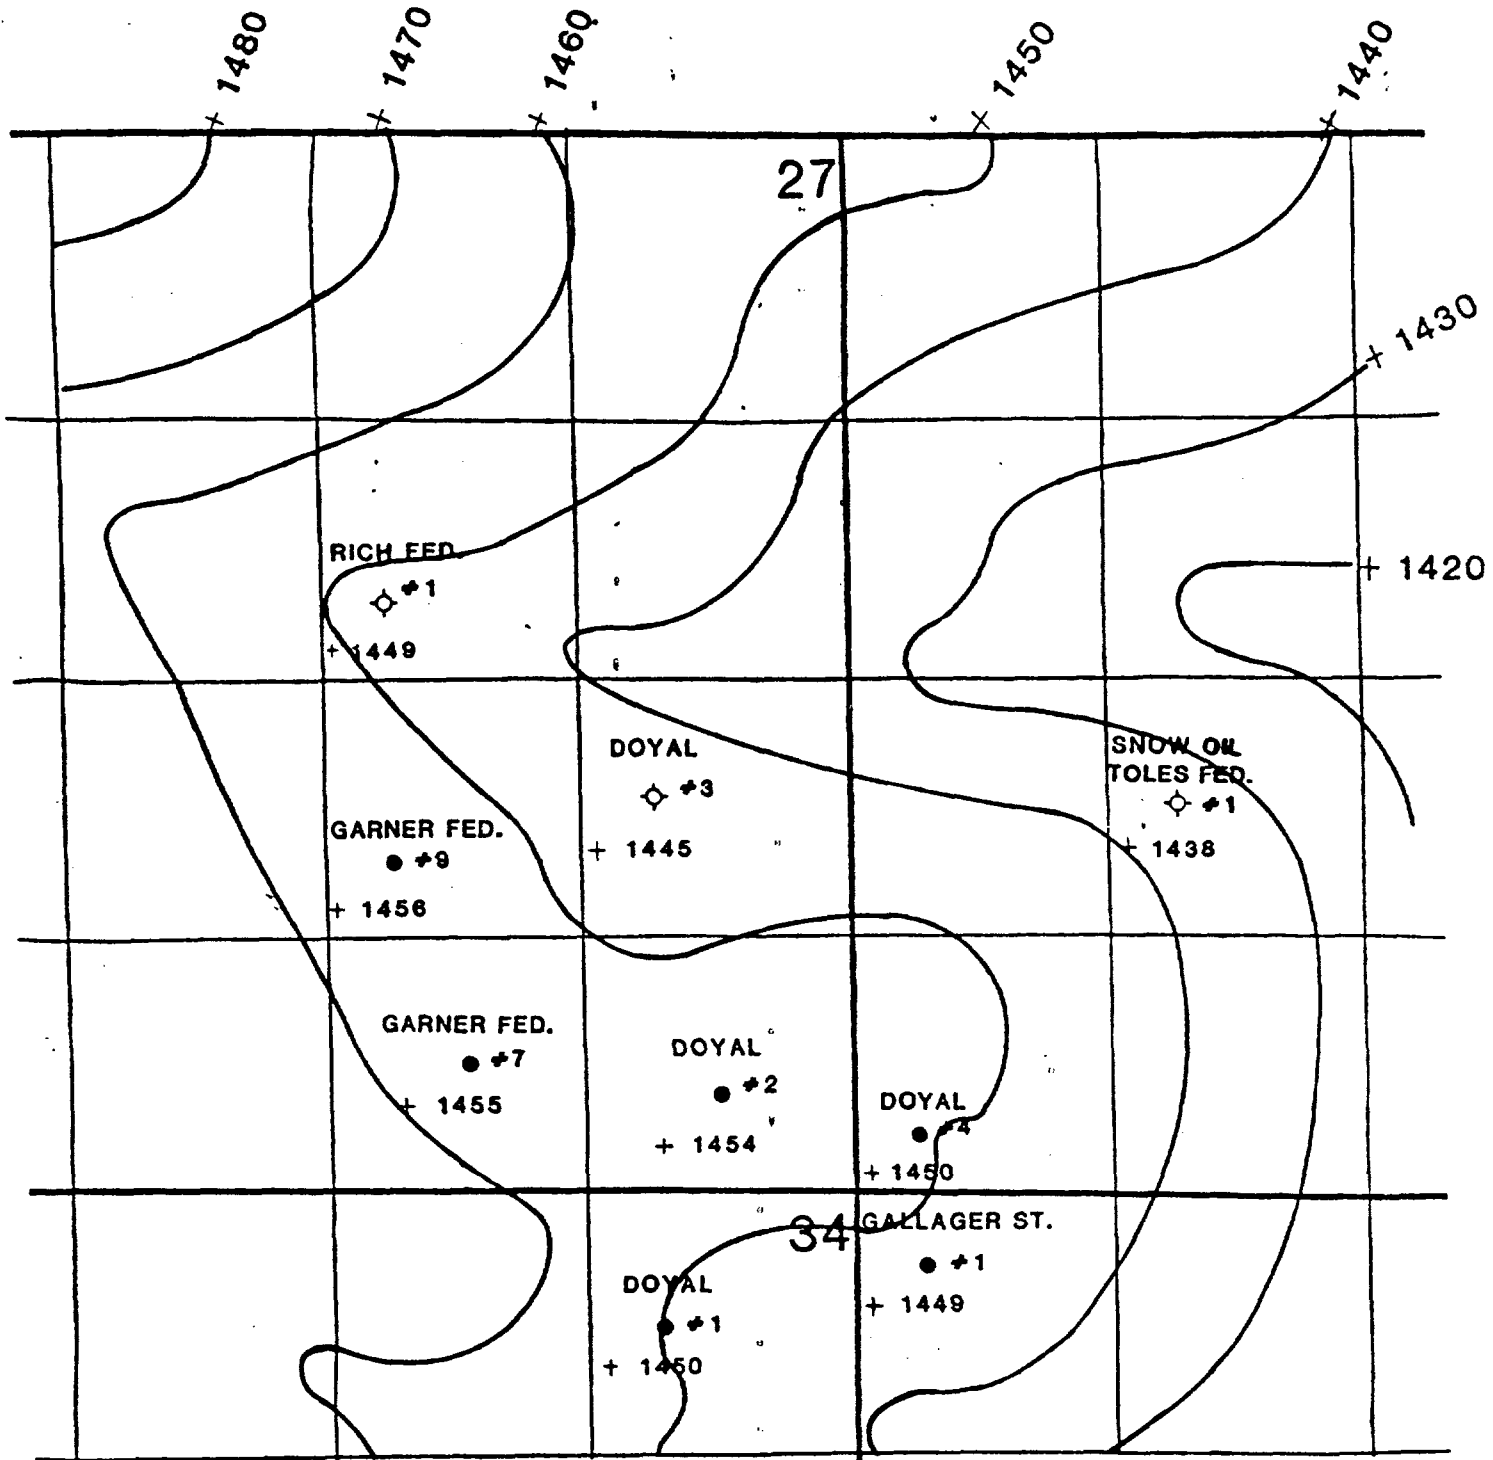 +1480
+1470
+1460
+1450
+1440
27
+1430
+1420
RICH FED.
#1
+1449
DOYAL
#3
+1445
SNOW OIL
TOLES FED.
#1
+1438
GARNER FED.
#9
+1456
GARNER FED.
#7
+1455
DOYAL
#2
+1454
DOYAL
#4
+1450
34
GALLAGER ST.
#1
+1449
DOYAL
#1
+1450